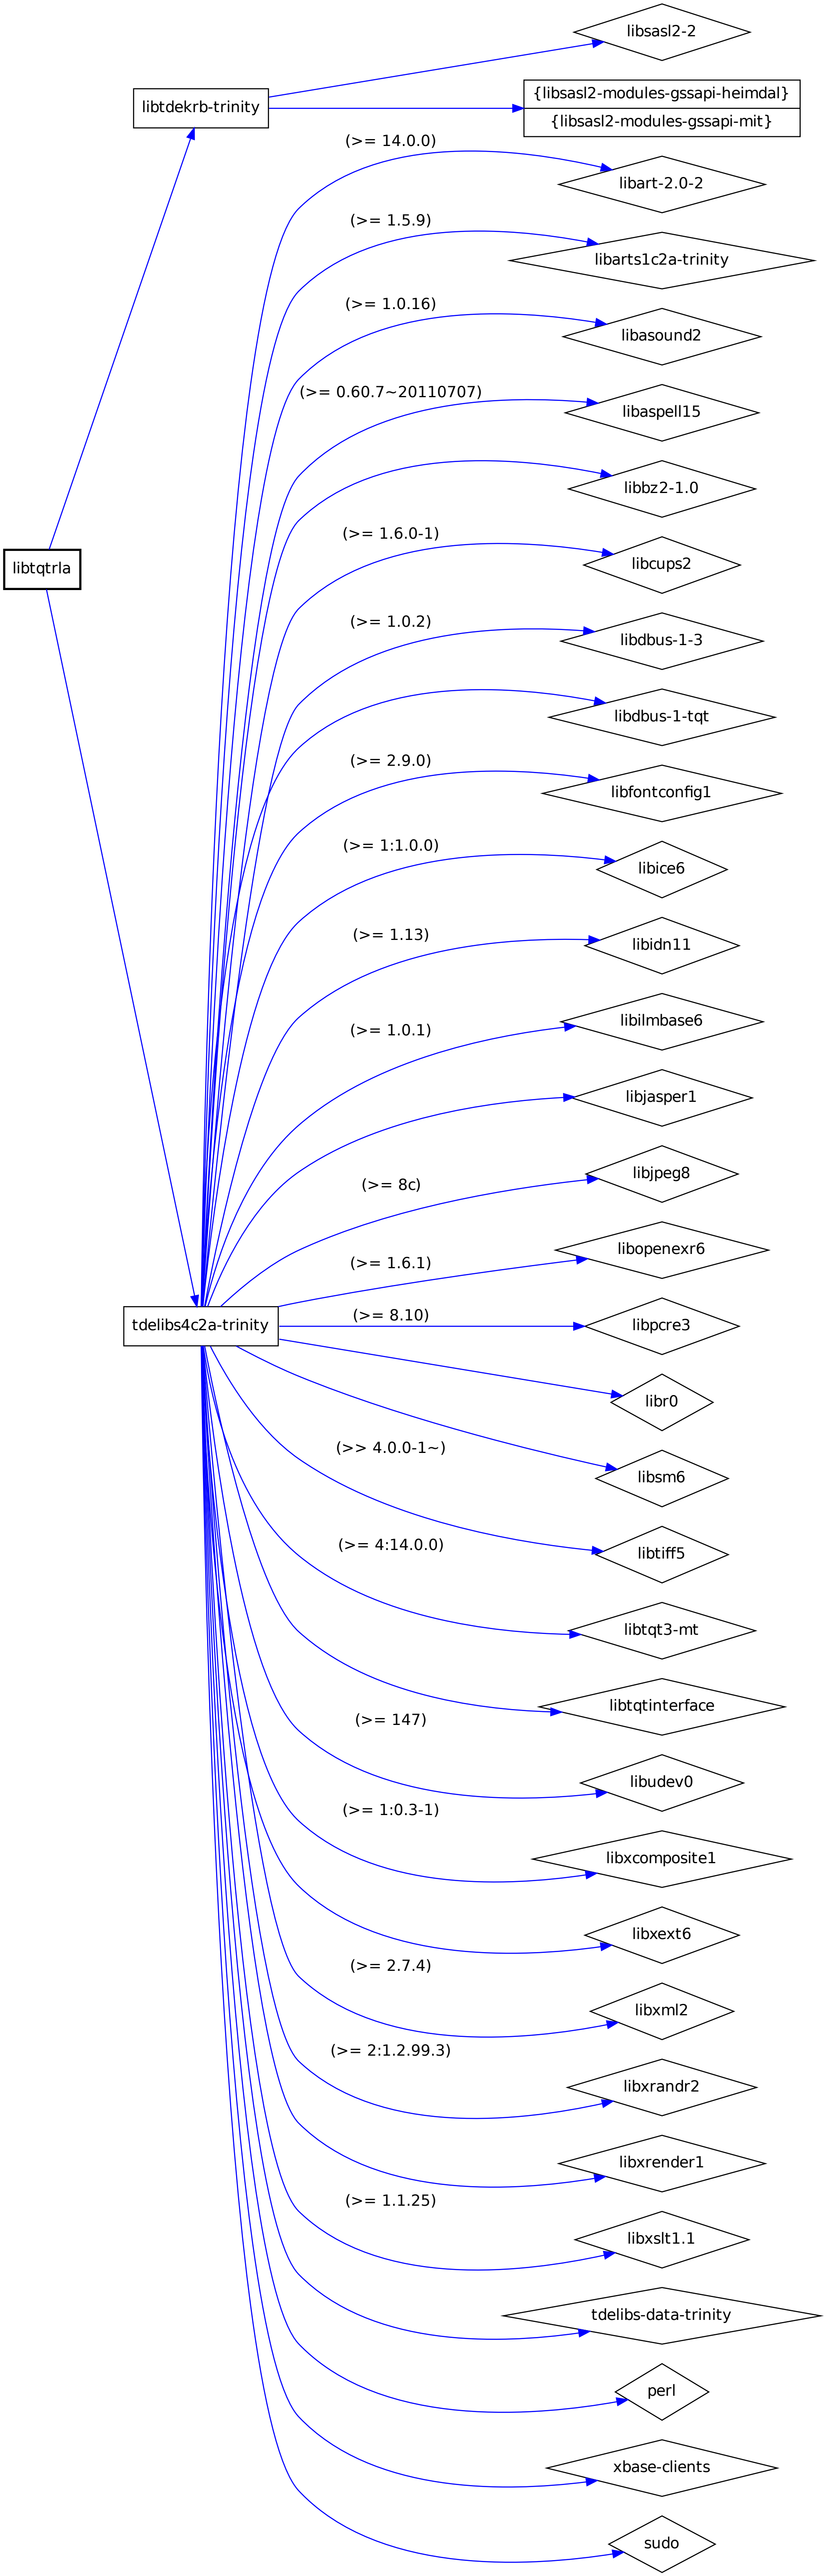 libsasl2-2
libtdekrb-trinity
{libsasl2-modules-gssapi-heimdal}
{libsasl2-modules-gssapi-mit}
(>= 14.0.0)
libart-2.0-2
(>= 1.5.9)
libarts1c2a-trinity
(>= 1.0.16)
libasound2
(>= 0.60.7~20110707)
libaspell15
libbz2-1.0
(>= 1.6.0-1)
libcups2
libtqtrla
(>= 1.0.2)
libdbus-1-3
libdbus-1-tqt
(>= 2.9.0)
libfontconfig1
(>= 1:1.0.0)
libice6
(>= 1.13)
libidn11
(>= 1.0.1)
libilmbase6
libjasper1
(>= 8c)
libjpeg8
(>= 1.6.1)
libopenexr6
tdelibs4c2a-trinity
(>= 8.10)
libpcre3
libr0
(>> 4.0.0-1~)
libsm6
libtiff5
(>= 4:14.0.0)
libtqt3-mt
libtqtinterface
(>= 147)
libudev0
(>= 1:0.3-1)
libxcomposite1
libxext6
(>= 2.7.4)
libxml2
(>= 2:1.2.99.3)
libxrandr2
libxrender1
(>= 1.1.25)
libxslt1.1
tdelibs-data-trinity
perl
xbase-clients
sudo